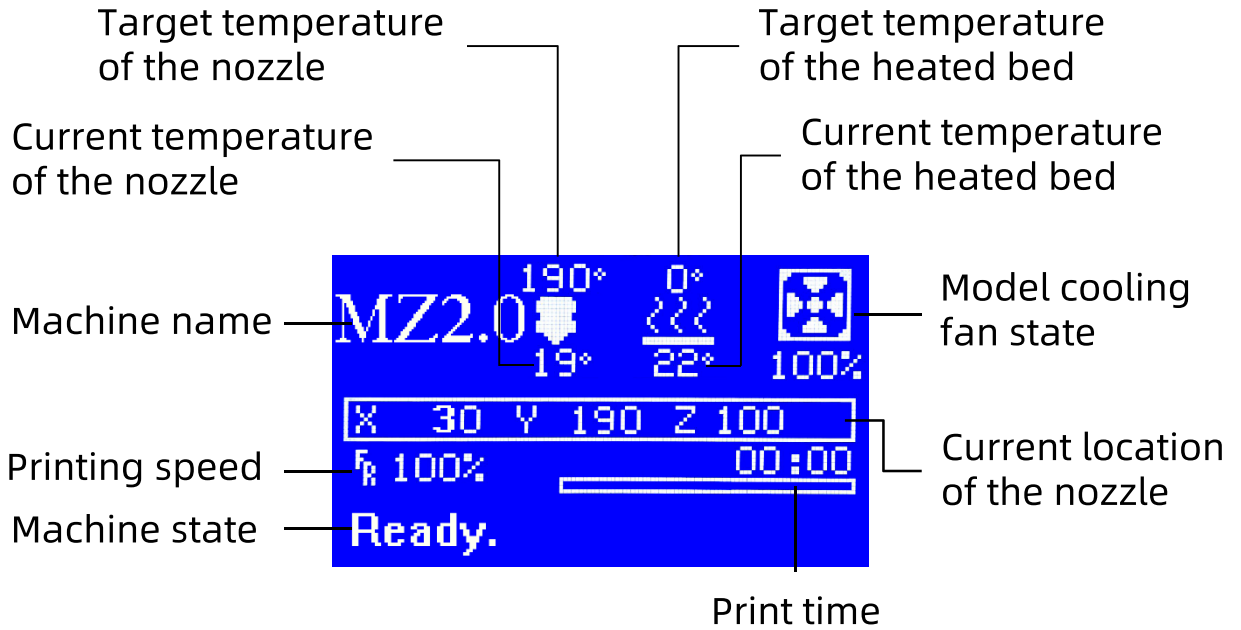 Target temperature
of the nozzle
Target temperature
of the heated bed
Current temperature
of the nozzle
Current temperature
of the heated bed
190° 0°
MZ2.0
19° 22° 100%
Machine name
Model cooling
fan state
X 30 Y 190 Z 100
Current location
of the nozzle
Printing speed
FR 100% 00:00
Machine state
Ready.
Print time